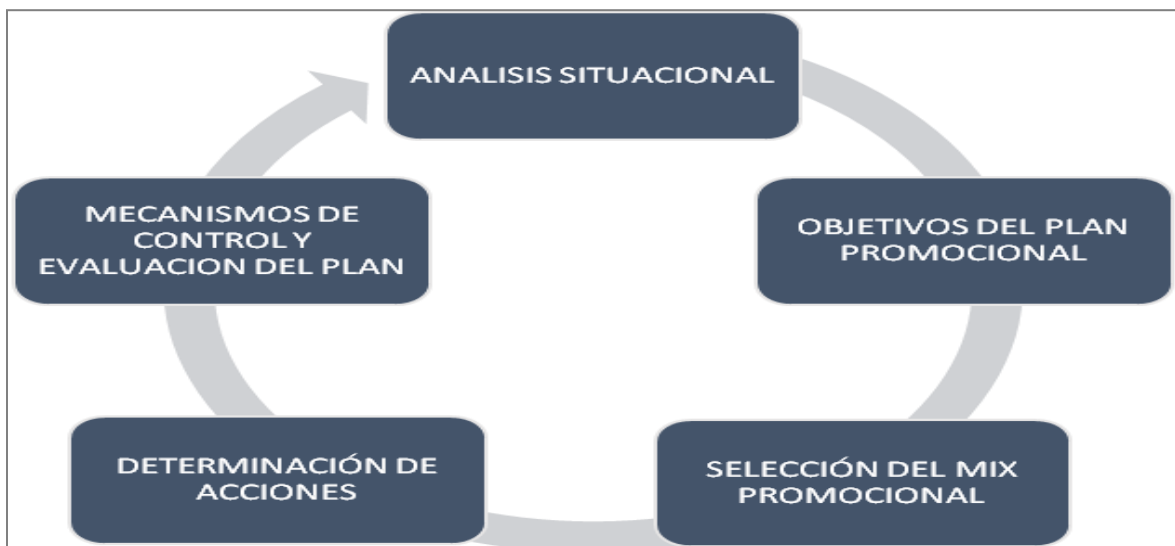 ANALISIS SITUACIONAL
OBJETIVOS DEL PLAN
PROMOCIONAL
SELECCIÓN DEL MIX
PROMOCIONAL
DETERMINACIÓN DE
ACCIONES
MECANISMOS DE
CONTROL Y
EVALUACION DEL PLAN